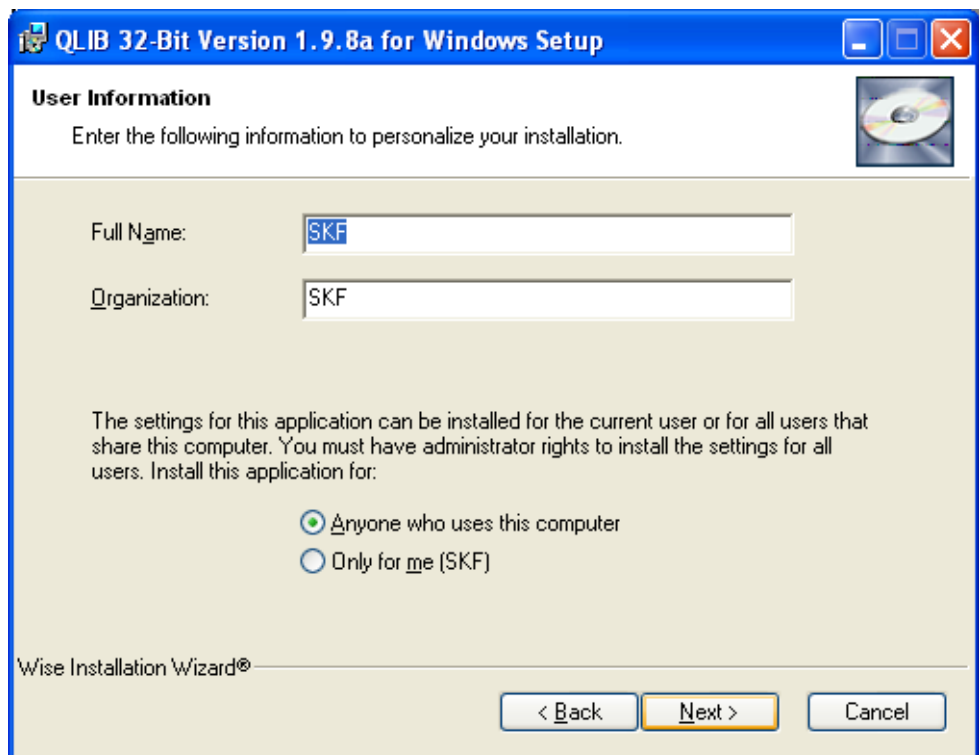 QLIB 32-Bit Version 1.9.8a for Windows Setup
User Information
Enter the following information to personalize your installation.
Full Name:
SKF
Organization:
SKF
The settings for this application can be installed for the current user or for all users that
share this computer. You must have administrator rights to install the settings for all
users. Install this application for:
Anyone who uses this computer
Only for me (SKF)
Wise Installation Wizard®
< Back
Next >
Cancel